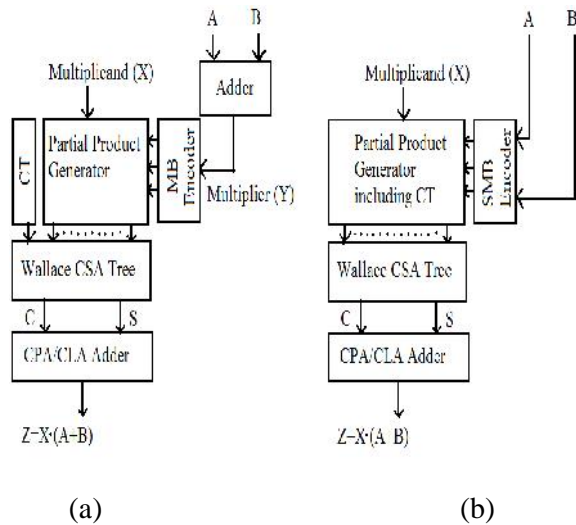 A
B
Adder
Multiplicand (X)
CT
Partial Product
Generator
MB
Encoder
Multiplier (Y)
Wallace CSA Tree
C
S
CPA/CLA Adder
Z=X·(A+B)
(a)
A
B
Multiplicand (X)
Partial Product
Generator
including CT
SMB
Encoder
Wallace CSA Tree
C
S
CPA/CLA Adder
(b)